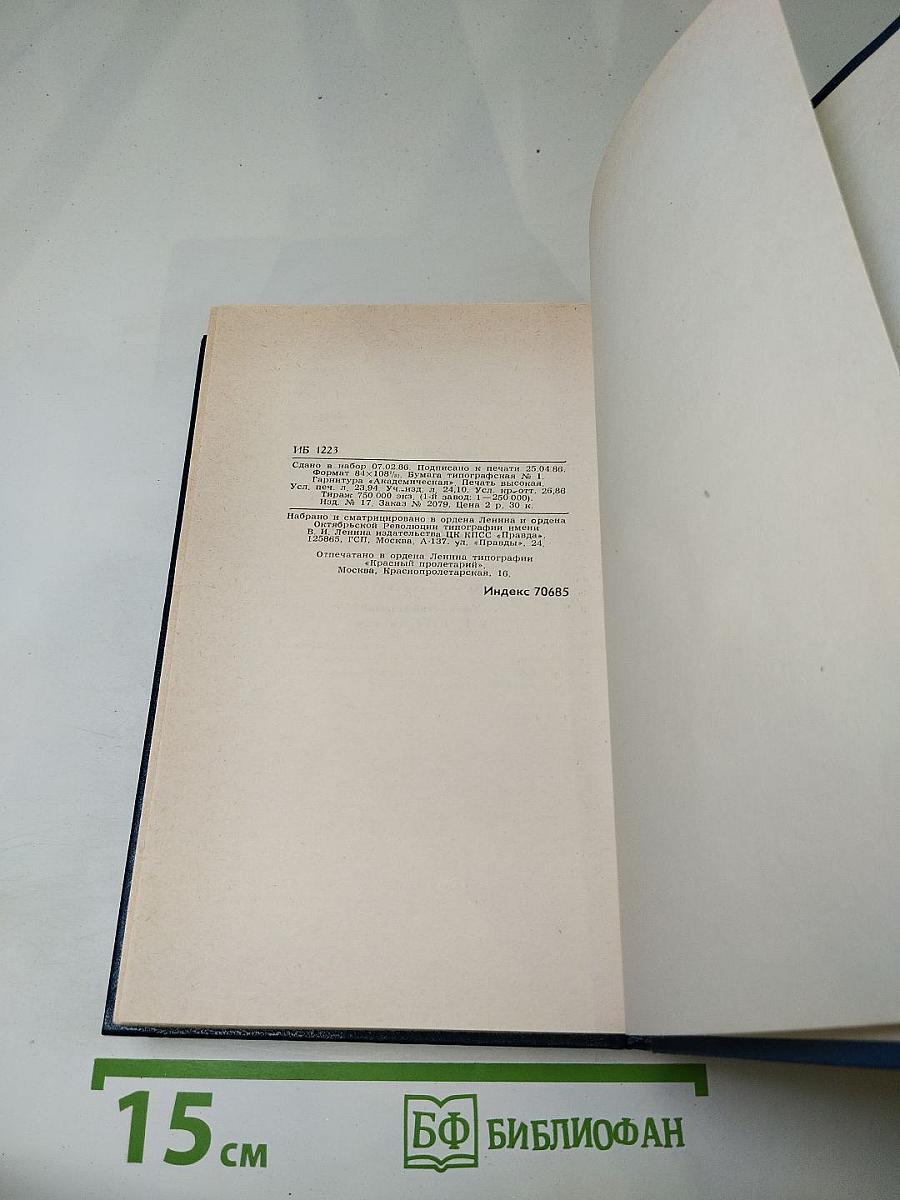 ИБ 1223
Сдано в набор 07.02.86. Подписано к печати 25.04.86.
Формат 84×108¹/₃₂. Бумага типографская № 1.
Гарнитура «Академическая». Печать высокая.
Усл. печ. л. 23,94. Уч.-изд. л. 24,10. Усл. кр.-отт. 26,86
Тираж 750 000 экз. (1-й завод: 1—250 000).
Изд. № 17. Заказ № 2079. Цена 2 р. 30 к.
Набрано и сматрицировано в ордена Ленина и ордена
Октябрьской Революции типографии имени
В. И. Ленина издательства ЦК КПСС «Правда»,
125865, ГСП, Москва, А-137, ул. «Правды», 24.
Отпечатано в ордена Ленина типографии
«Красный пролетарий»,
Москва, Краснопролетарская, 16.
Индекс 70685
15 см
БФ БИБЛИОФАН